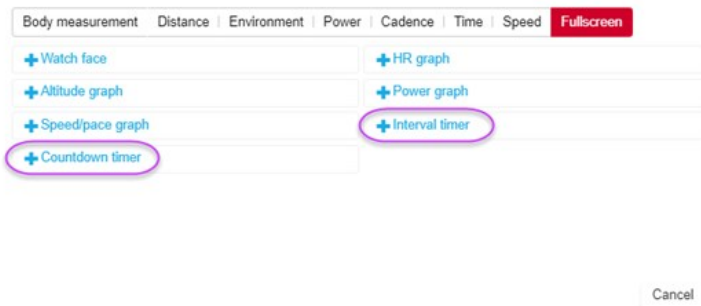 Body measurement Distance Environment Power Cadence Time Speed Fullscreen
Watch face HR graph
Altitude graph Power graph
Speed/pace graph Interval timer
Countdown timer
Cancel